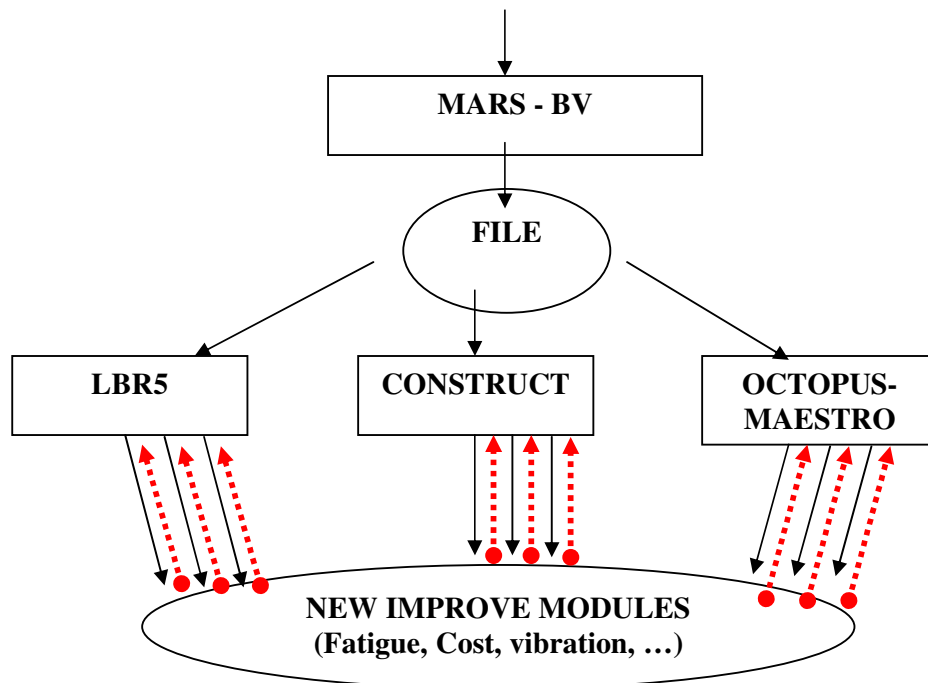 MARS - BV
FILE
LBR5
CONSTRUCT
OCTOPUS-
MAESTRO
NEW IMPROVE MODULES
(Fatigue, Cost, vibration, …)